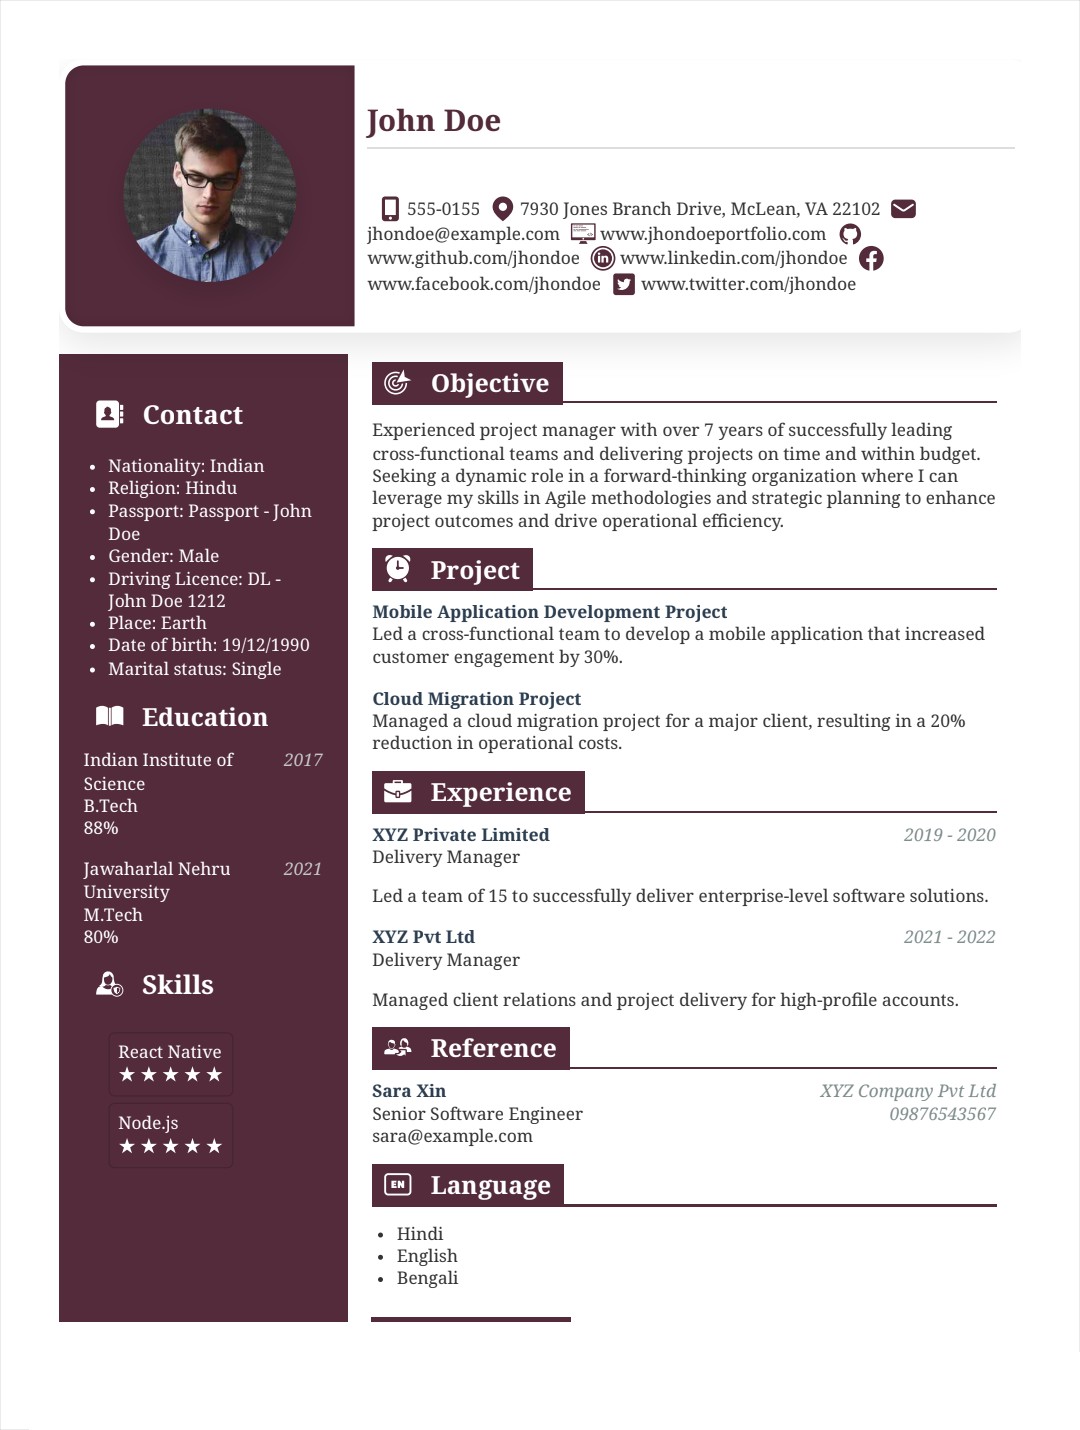 John Doe
555-0155 7930 Jones Branch Drive, McLean, VA 22102
jhondoe@example.com www.jhondoeportfolio.com
www.github.com/jhondoe www.linkedin.com/jhondoe
www.facebook.com/jhondoe www.twitter.com/jhondoe
Contact
• Nationality: Indian
• Religion: Hindu
• Passport: Passport - John
Doe
• Gender: Male
• Driving Licence: DL -
John Doe 1212
• Place: Earth
• Date of birth: 19/12/1990
• Marital status: Single
Education
Indian Institute of 2017
Science
B.Tech
88%
Jawaharlal Nehru 2021
University
M.Tech
80%
Skills
React Native
★★★★★
Node.js
★★★★★
Objective
Experienced project manager with over 7 years of successfully leading
cross-functional teams and delivering projects on time and within budget.
Seeking a dynamic role in a forward-thinking organization where I can
leverage my skills in Agile methodologies and strategic planning to enhance
project outcomes and drive operational efficiency.
Project
Mobile Application Development Project
Led a cross-functional team to develop a mobile application that increased
customer engagement by 30%.
Cloud Migration Project
Managed a cloud migration project for a major client, resulting in a 20%
reduction in operational costs.
Experience
XYZ Private Limited 2019 - 2020
Delivery Manager
Led a team of 15 to successfully deliver enterprise-level software solutions.
XYZ Pvt Ltd 2021 - 2022
Delivery Manager
Managed client relations and project delivery for high-profile accounts.
Reference
Sara Xin XYZ Company Pvt Ltd
Senior Software Engineer 09876543567
sara@example.com
EN Language
• Hindi
• English
• Bengali